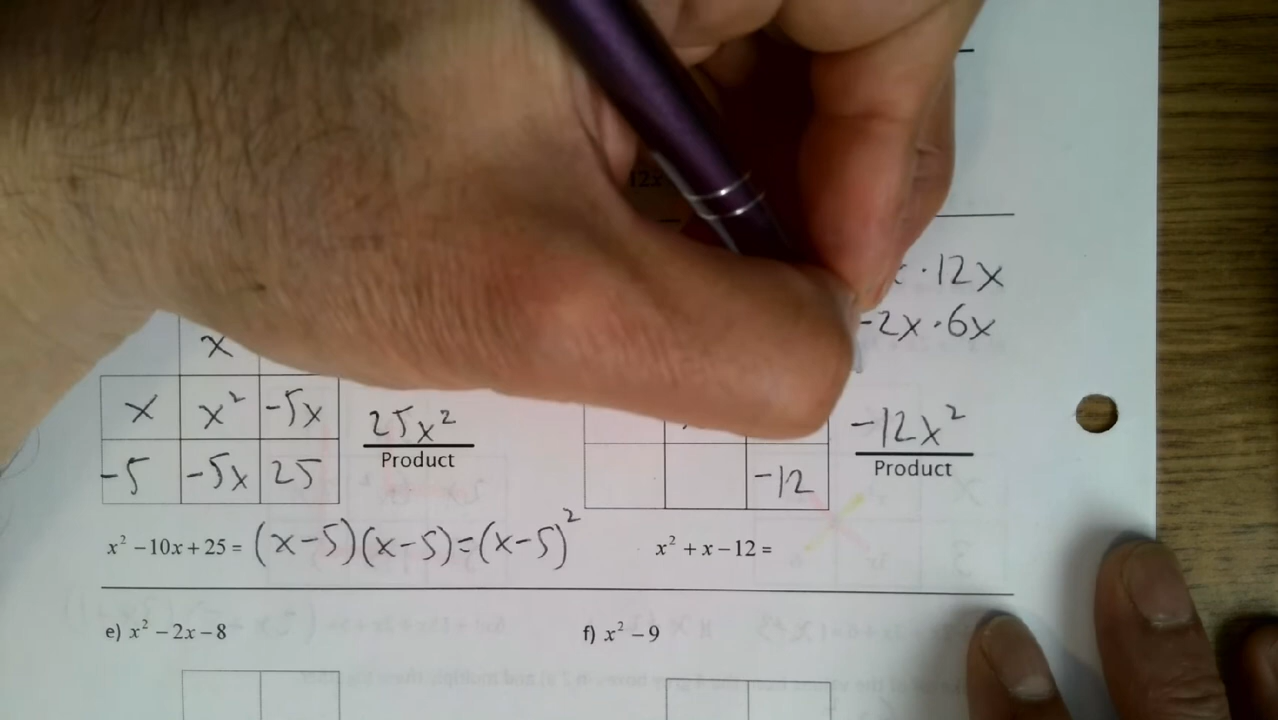 12x
· 12x
-2x · 6x
x
x x² -5x
25x²
Product
-12x²
Product
-5 -5x 25
-12
x² − 10x + 25 = (x-5)(x-5)=(x-5)²
x² + x − 12 =
e) x² − 2x − 8
f) x² − 9